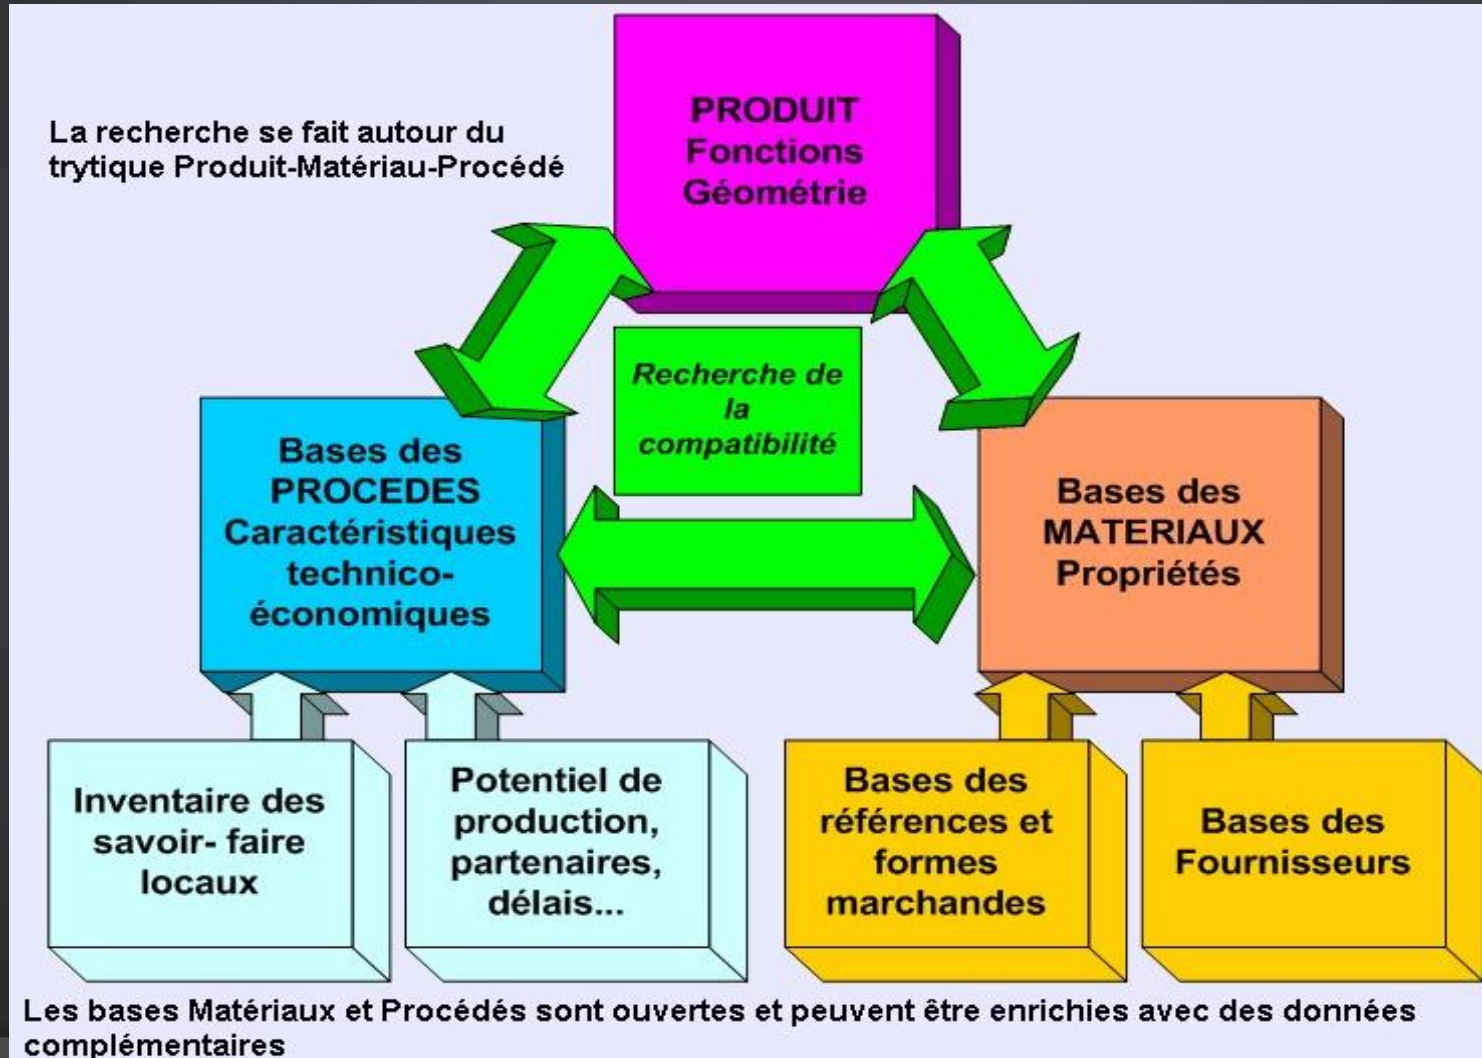 La recherche se fait autour du
trytique Produit-Matériau-Procédé
PRODUIT
Fonctions
Géométrie
Recherche de
la
compatibilité
Bases des
PROCEDES
Caractéristiques
technico-
économiques
Bases des
MATERIAUX
Propriétés
Inventaire des
savoir- faire
locaux
Potentiel de
production,
partenaires,
délais...
Bases des
références et
formes
marchandes
Bases des
Fournisseurs
Les bases Matériaux et Procédés sont ouvertes et peuvent être enrichies avec des données
complémentaires